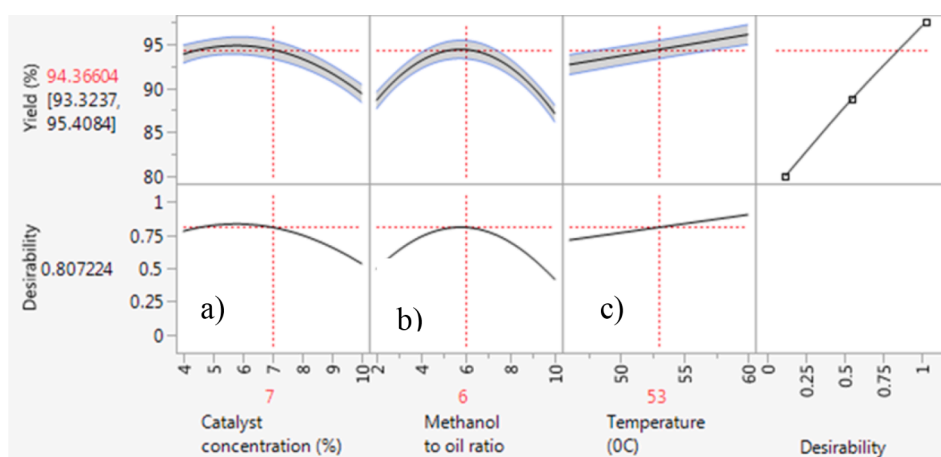 Yield (%)
94.36604
[93.3237,
95.4084]
95
90
85
80
Desirability
0.807224
1
0.75
0.5
0.25
0
a)
b)
c)
4 5 6 7 8 9 10
2 4 6 8 10
50 55 60
0 0.25 0.5 0.75 1
7
6
53
Catalyst
concentration (%)
Methanol
to oil ratio
Temperature
(0C)
Desirability